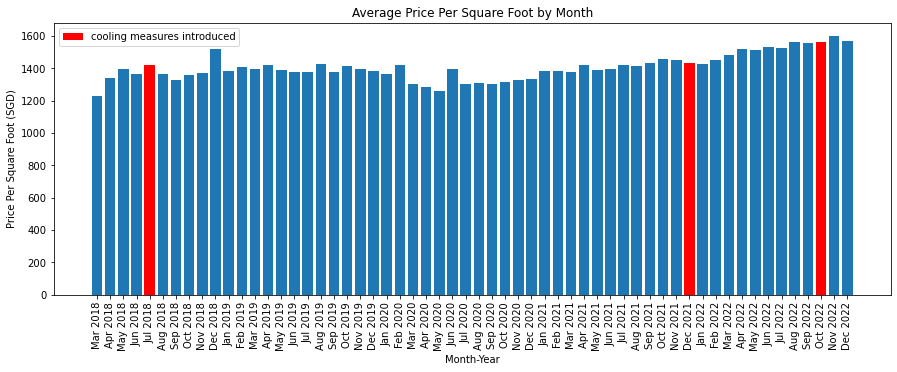 Average Price Per Square Foot by Month
cooling measures introduced
Price Per Square Foot (SGD)
1600
1400
1200
1000
800
600
400
200
0
Mar 2018
Apr 2018
May 2018
Jun 2018
Jul 2018
Aug 2018
Sep 2018
Oct 2018
Nov 2018
Dec 2018
Jan 2019
Feb 2019
Mar 2019
Apr 2019
May 2019
Jun 2019
Jul 2019
Aug 2019
Sep 2019
Oct 2019
Nov 2019
Dec 2019
Jan 2020
Feb 2020
Mar 2020
Apr 2020
May 2020
Jun 2020
Jul 2020
Aug 2020
Sep 2020
Oct 2020
Nov 2020
Dec 2020
Jan 2021
Feb 2021
Mar 2021
Apr 2021
May 2021
Jun 2021
Jul 2021
Aug 2021
Sep 2021
Oct 2021
Nov 2021
Dec 2021
Jan 2022
Feb 2022
Mar 2022
Apr 2022
May 2022
Jun 2022
Jul 2022
Aug 2022
Sep 2022
Oct 2022
Nov 2022
Dec 2022
Month-Year